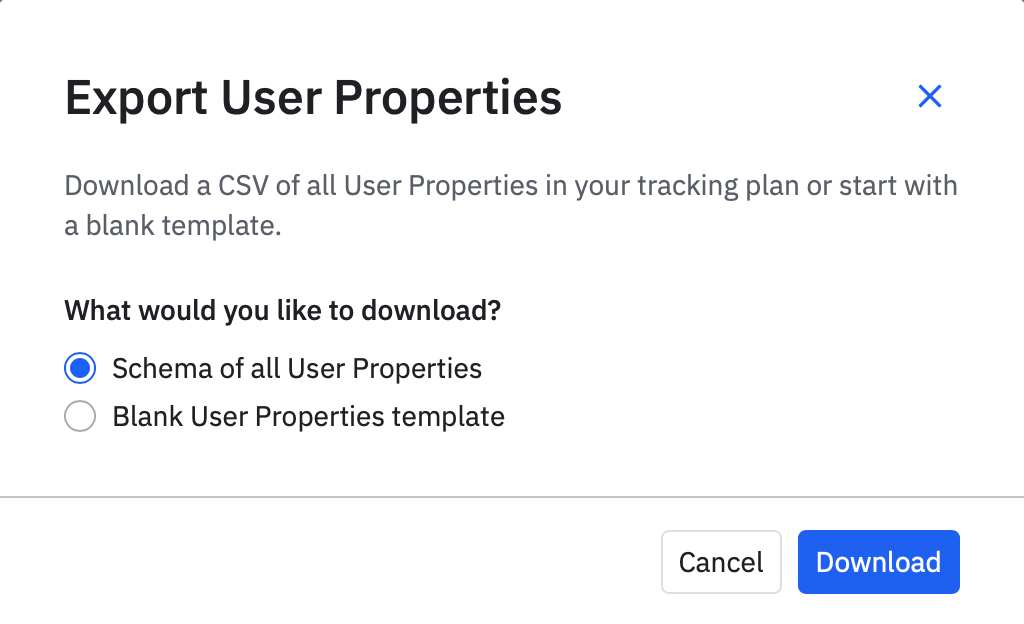 Export User Properties
Download a CSV of all User Properties in your tracking plan or start with
a blank template.
What would you like to download?
Schema of all User Properties
Blank User Properties template
Cancel
Download